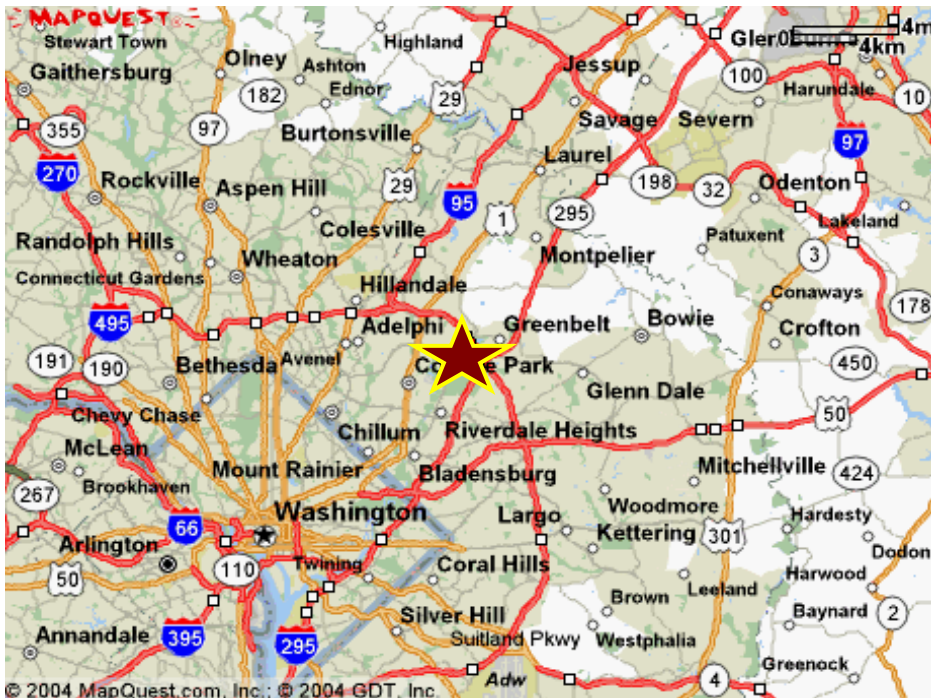 MAPQUEST
Stewart Town
Highland
0
4m
4km
Olney
Ashton
Jessup
Gaithersburg
100
Harundale
182
Ednor
29
10
355
97
Burtonsville
Savage
Severn
97
270
Laurel
Rockville
Aspen Hill
29
198
32
Odenton
95
1
295
Colesville
Lakeland
Randolph Hills
Patuxent
3
Wheaton
Montpelier
Connecticut Gardens
Hillandale
Conaways
178
495
Adelphi
Greenbelt
Bowie
Crofton
191
190
Bethesda
Avenel
Park
450
Glenn Dale
Chevy Chase
50
Chillum
Riverdale Heights
McLean
Mount Rainier
Bladensburg
Mitchellville
424
Brookhaven
267
Woodmore
Washington
Largo
Hardesty
66
Kettering
301
Arlington
Dodon
50
110
Twining
Coral Hills
Harwood
Leeland
Brown
Baynard
2
Silver Hill
Annandale
395
295
Suitland Pkwy
Westphalia
Greenock
Adw
4
© 2004 MapQuest.com, Inc.; © 2004 GDT, Inc.